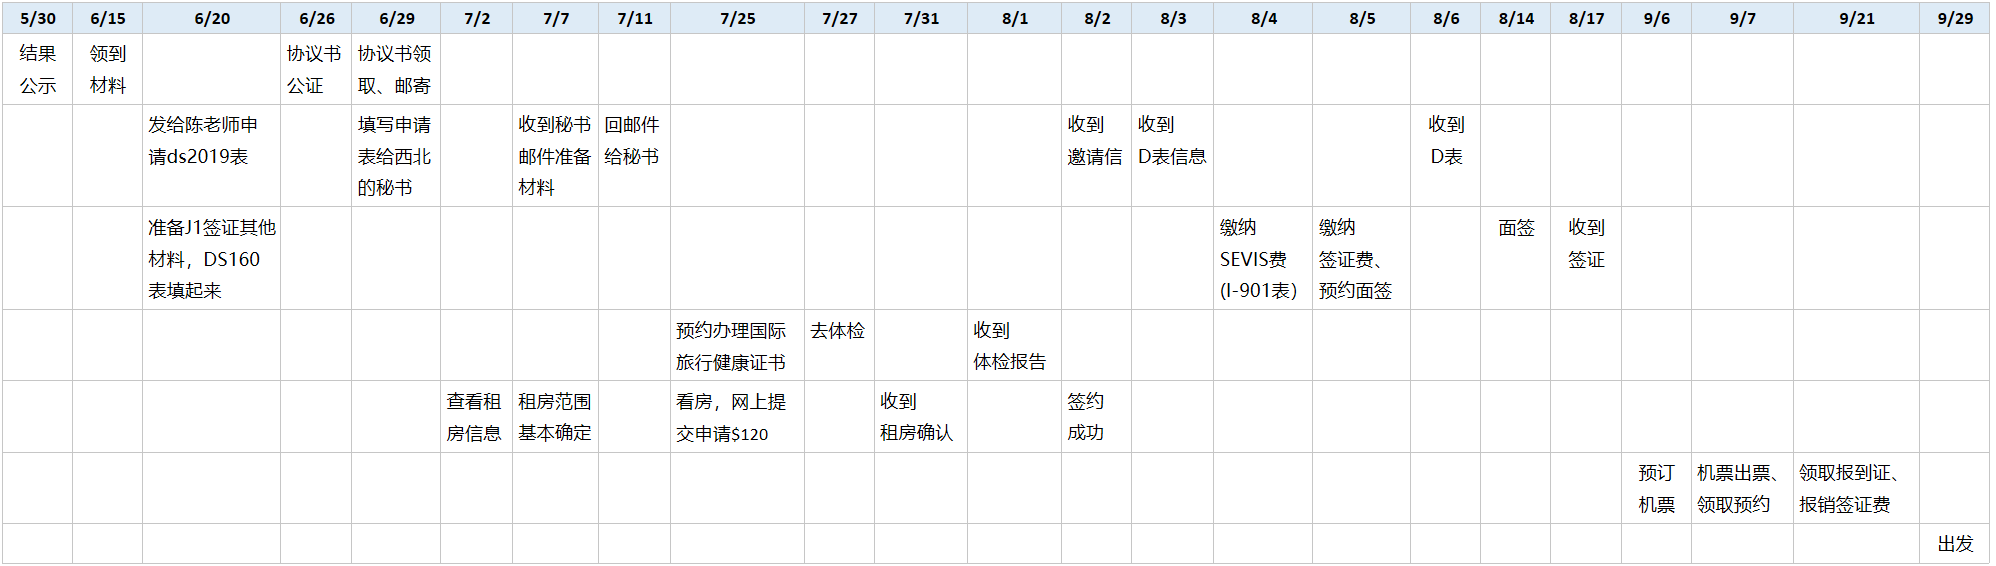 5/30 6/15 6/20 6/26 6/29 7/2 7/7 7/11 7/25 7/27 7/31 8/1 8/2 8/3 8/4 8/5 8/6 8/14 8/17 9/6 9/7 9/21 9/29
结果 领到 协议书 协议书领
公示 材料 公证 取、邮寄
发给陈老师申 填写申请 收到秘书 回邮件 收到 收到 收到
请ds2019表 表给西北 邮件准备 给秘书 邀请信 D表信息 D表
的秘书 材料
准备J1签证其他 缴纳 缴纳 面签 收到
材料，DS160 SEVIS费 签证费、 签证
表填起来 (I-901表） 预约面签
预约办理国际 去体检 收到
旅行健康证书 体检报告
查看租 租房范围 看房，网上提 收到 签约
房信息 基本确定 交申请$120 租房确认 成功
预订 机票出票、 领取报到证、
机票 领取预约 报销签证费
出发